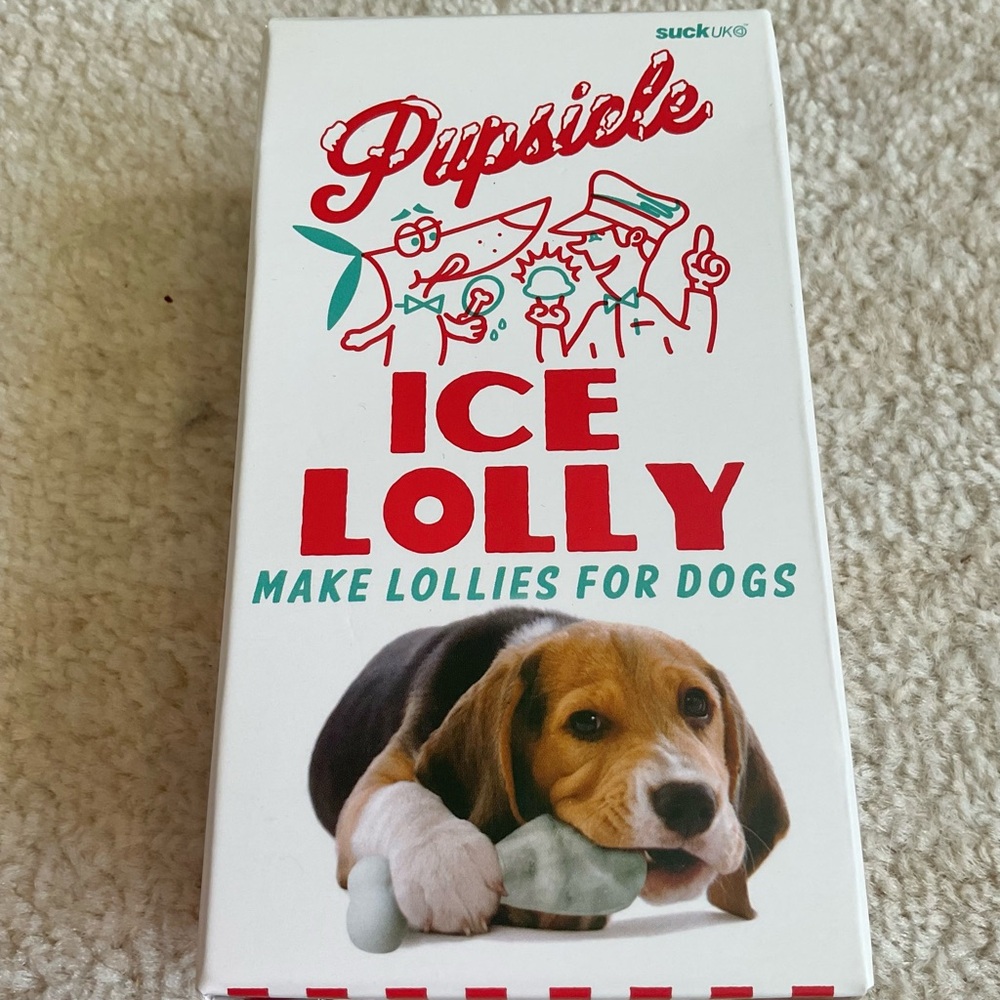 suckUK
Pupsicle
ICE
LOLLY
MAKE LOLLIES FOR DOGS